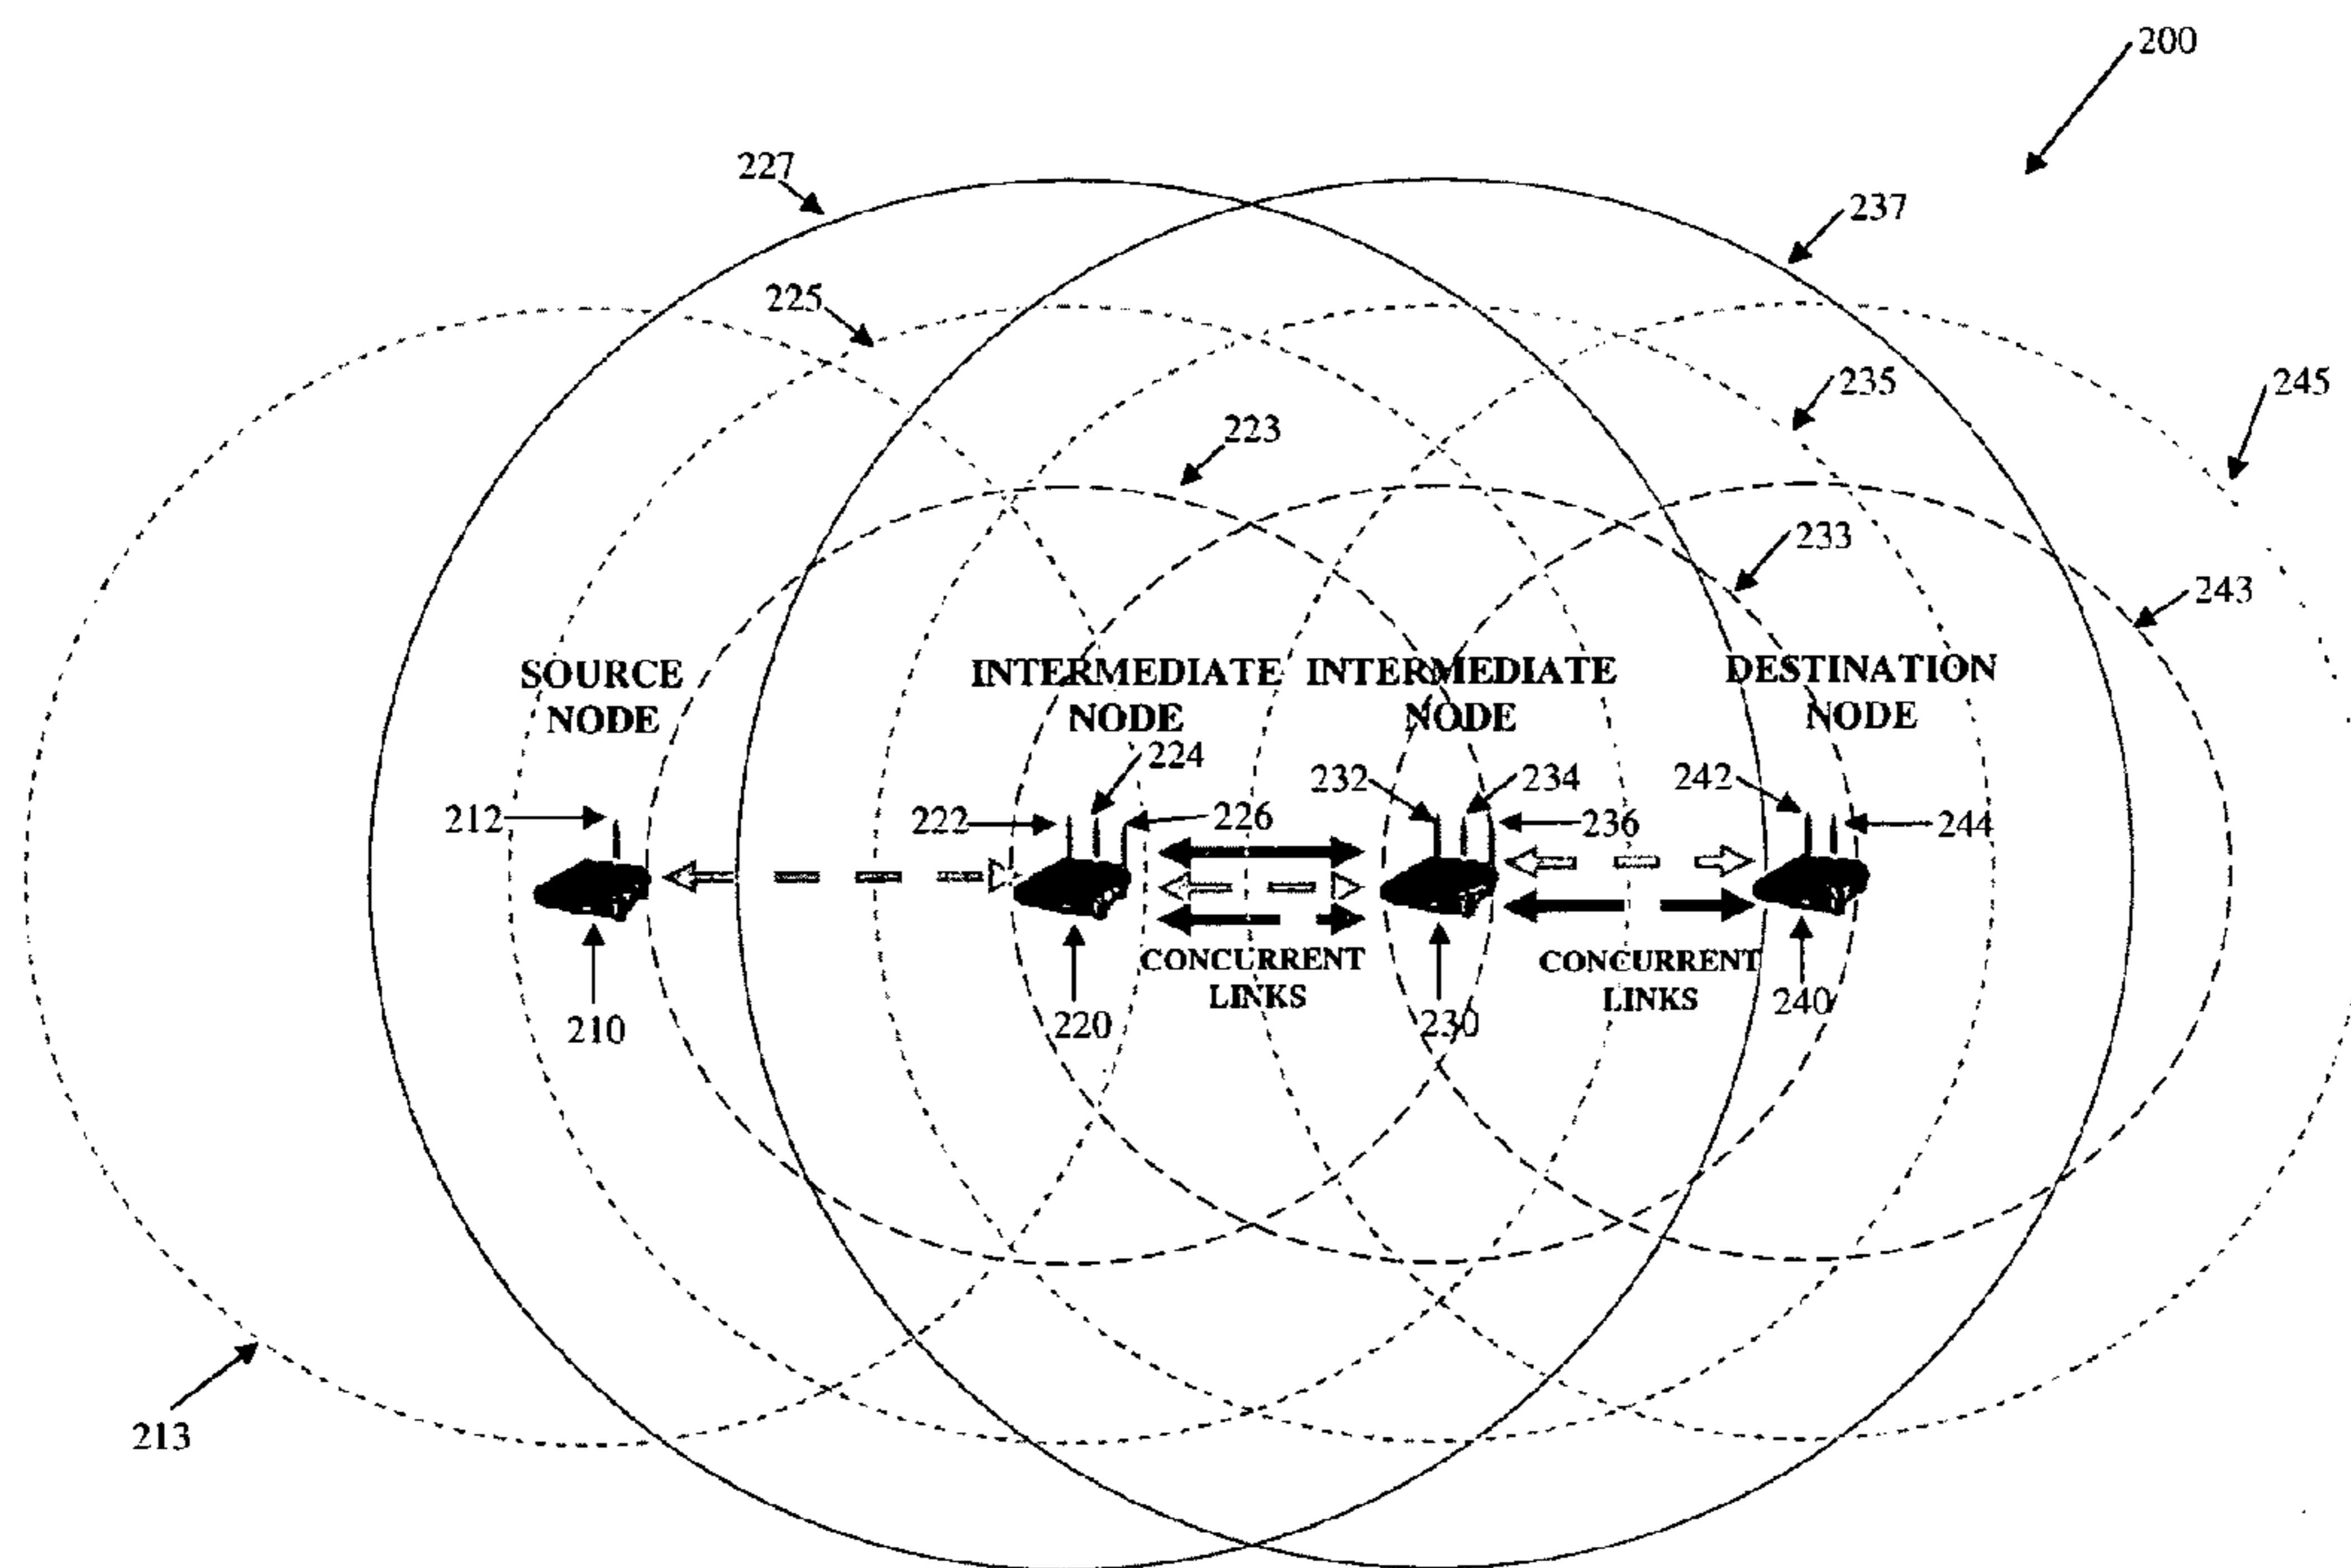 200
227
237
225
235
245
223
233
243
SOURCE
NODE
INTERMEDIATE
NODE
INTERMEDIATE
NODE
DESTINATION
NODE
224
232
234
242
212
222
226
236
244
CONCURRENT
LINKS
CONCURRENT
LINKS
210
220
230
240
213